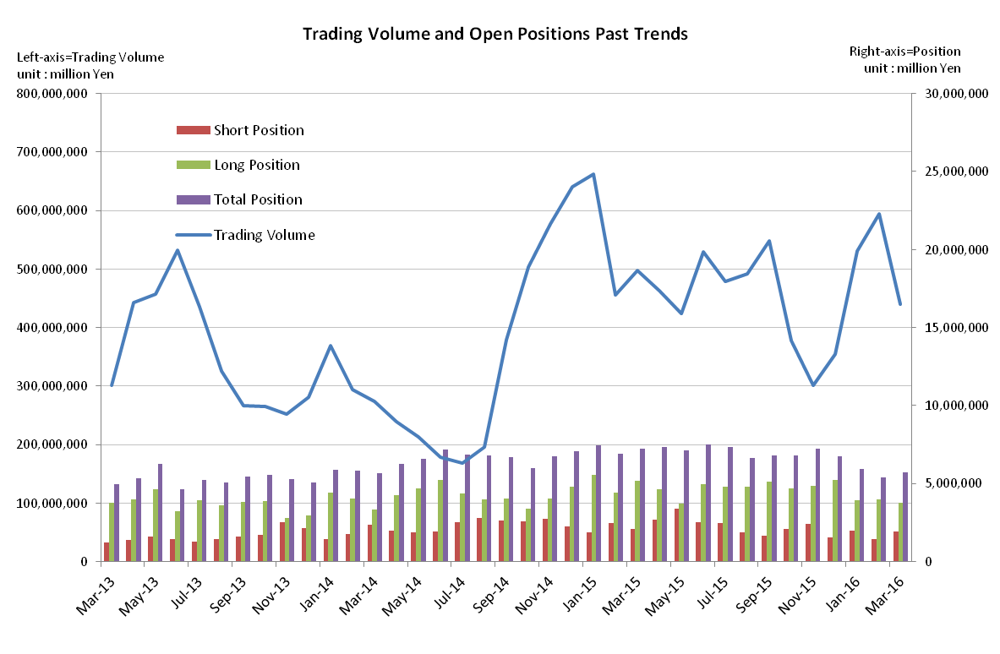 Trading Volume and Open Positions Past Trends
Left-axis=Trading Volume
unit : million Yen
Right-axis=Position
unit : million Yen
800,000,000
700,000,000
600,000,000
500,000,000
400,000,000
300,000,000
200,000,000
100,000,000
0
Short Position
Long Position
Total Position
Trading Volume
30,000,000
25,000,000
20,000,000
15,000,000
10,000,000
5,000,000
0
Mar-13
May-13
Jul-13
Sep-13
Nov-13
Jan-14
Mar-14
May-14
Jul-14
Sep-14
Nov-14
Jan-15
Mar-15
May-15
Jul-15
Sep-15
Nov-15
Jan-16
Mar-16